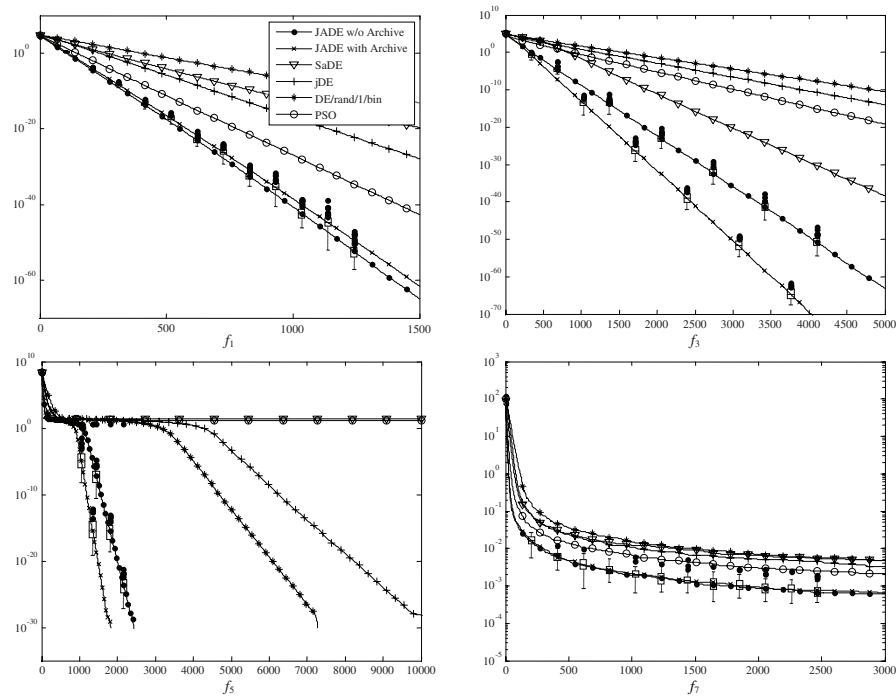 10^0
10^-20
10^-40
10^-60
0 500 1000 1500
f1
JADE w/o Archive
JADE with Archive
SaDE
jDE
DE/rand/1/bin
PSO
10^10
10^0
10^-10
10^-20
10^-30
10^-40
10^-50
10^-60
10^-70
0 500 1000 1500 2000 2500 3000 3500 4000 4500 5000
f3
10^10
10^0
10^-10
10^-20
10^-30
0 1000 2000 3000 4000 5000 6000 7000 8000 9000 10000
f5
10^3
10^2
10^1
10^0
10^-1
10^-2
10^-3
10^-4
10^-5
0 500 1000 1500 2000 2500 3000
f7